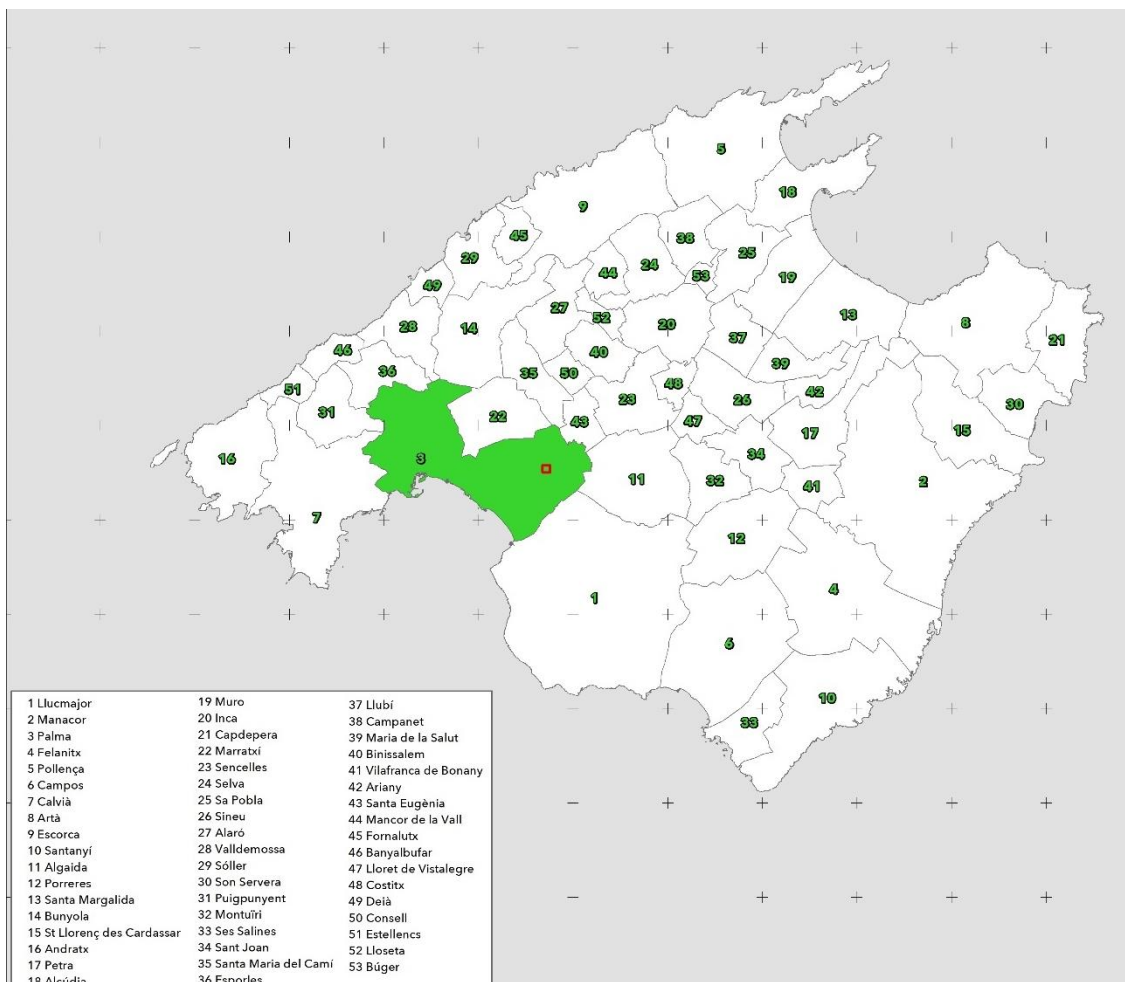 5
18
9
45
38
25
29
24
44
53
19
49
27
52
13
28
14
20
8
37
21
46
40
36
35
50
39
48
51
23
26
42
31
30
22
43
47
17
15
34
16
3
11
32
41
2
7
12
4
1
6
10
33
1 Llucmajor
2 Manacor
3 Palma
4 Felanitx
5 Pollença
6 Campos
7 Calvià
8 Artà
9 Escorca
10 Santanyí
11 Algaida
12 Porreres
13 Santa Margalida
14 Bunyola
15 St Llorenç des Cardassar
16 Andratx
17 Petra
18 Alcúdia
19 Muro
20 Inca
21 Capdepera
22 Marratxí
23 Sencelles
24 Selva
25 Sa Pobla
26 Sineu
27 Alaró
28 Valldemossa
29 Sóller
30 Son Servera
31 Puigpunyent
32 Montuïri
33 Ses Salines
34 Sant Joan
35 Santa Maria del Camí
36 Esporles
37 Llubí
38 Campanet
39 Maria de la Salut
40 Binissalem
41 Vilafranca de Bonany
42 Ariany
43 Santa Eugènia
44 Mancor de la Vall
45 Fornalutx
46 Banyalbufar
47 Lloret de Vistalegre
48 Costitx
49 Deià
50 Consell
51 Estellencs
52 Lloseta
53 Búger